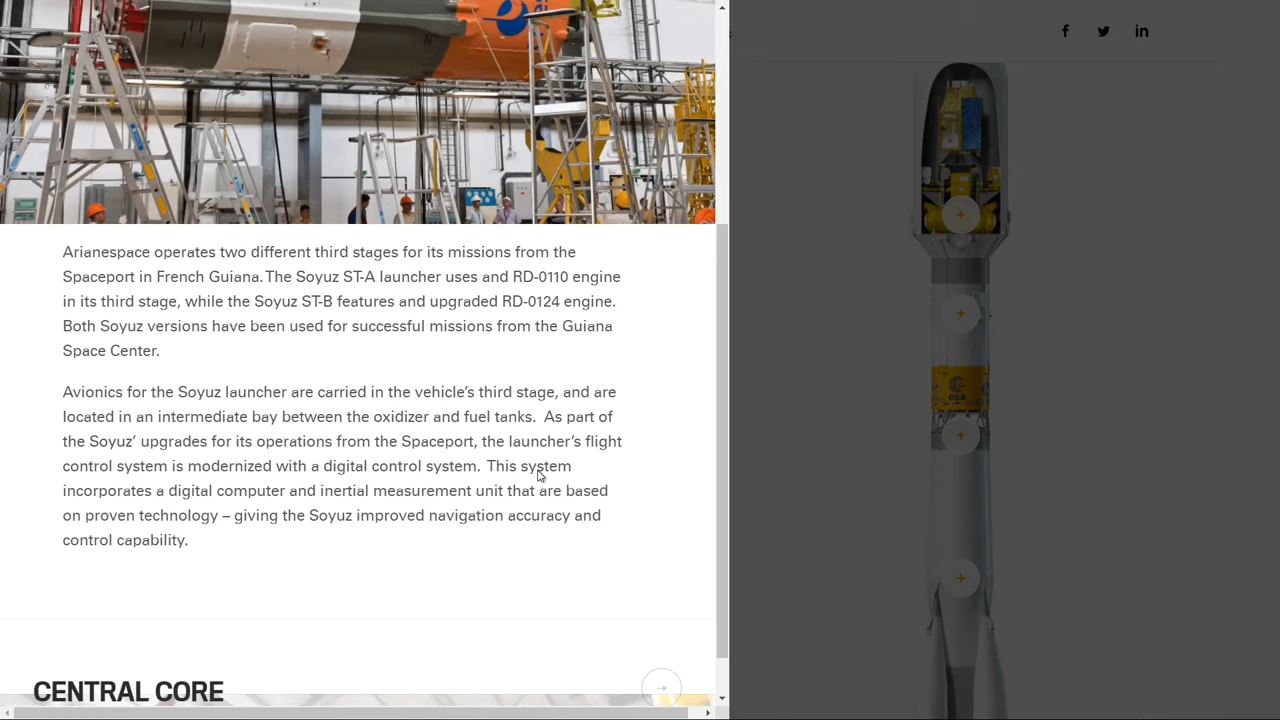 Arianespace operates two different third stages for its missions from the
Spaceport in French Guiana. The Soyuz ST-A launcher uses and RD-0110 engine
in its third stage, while the Soyuz ST-B features and upgraded RD-0124 engine.
Both Soyuz versions have been used for successful missions from the Guiana
Space Center.
Avionics for the Soyuz launcher are carried in the vehicle’s third stage, and are
located in an intermediate bay between the oxidizer and fuel tanks.  As part of
the Soyuz’ upgrades for its operations from the Spaceport, the launcher’s flight
control system is modernized with a digital control system.  This system
incorporates a digital computer and inertial measurement unit that are based
on proven technology – giving the Soyuz improved navigation accuracy and
control capability.
CENTRAL CORE
esa